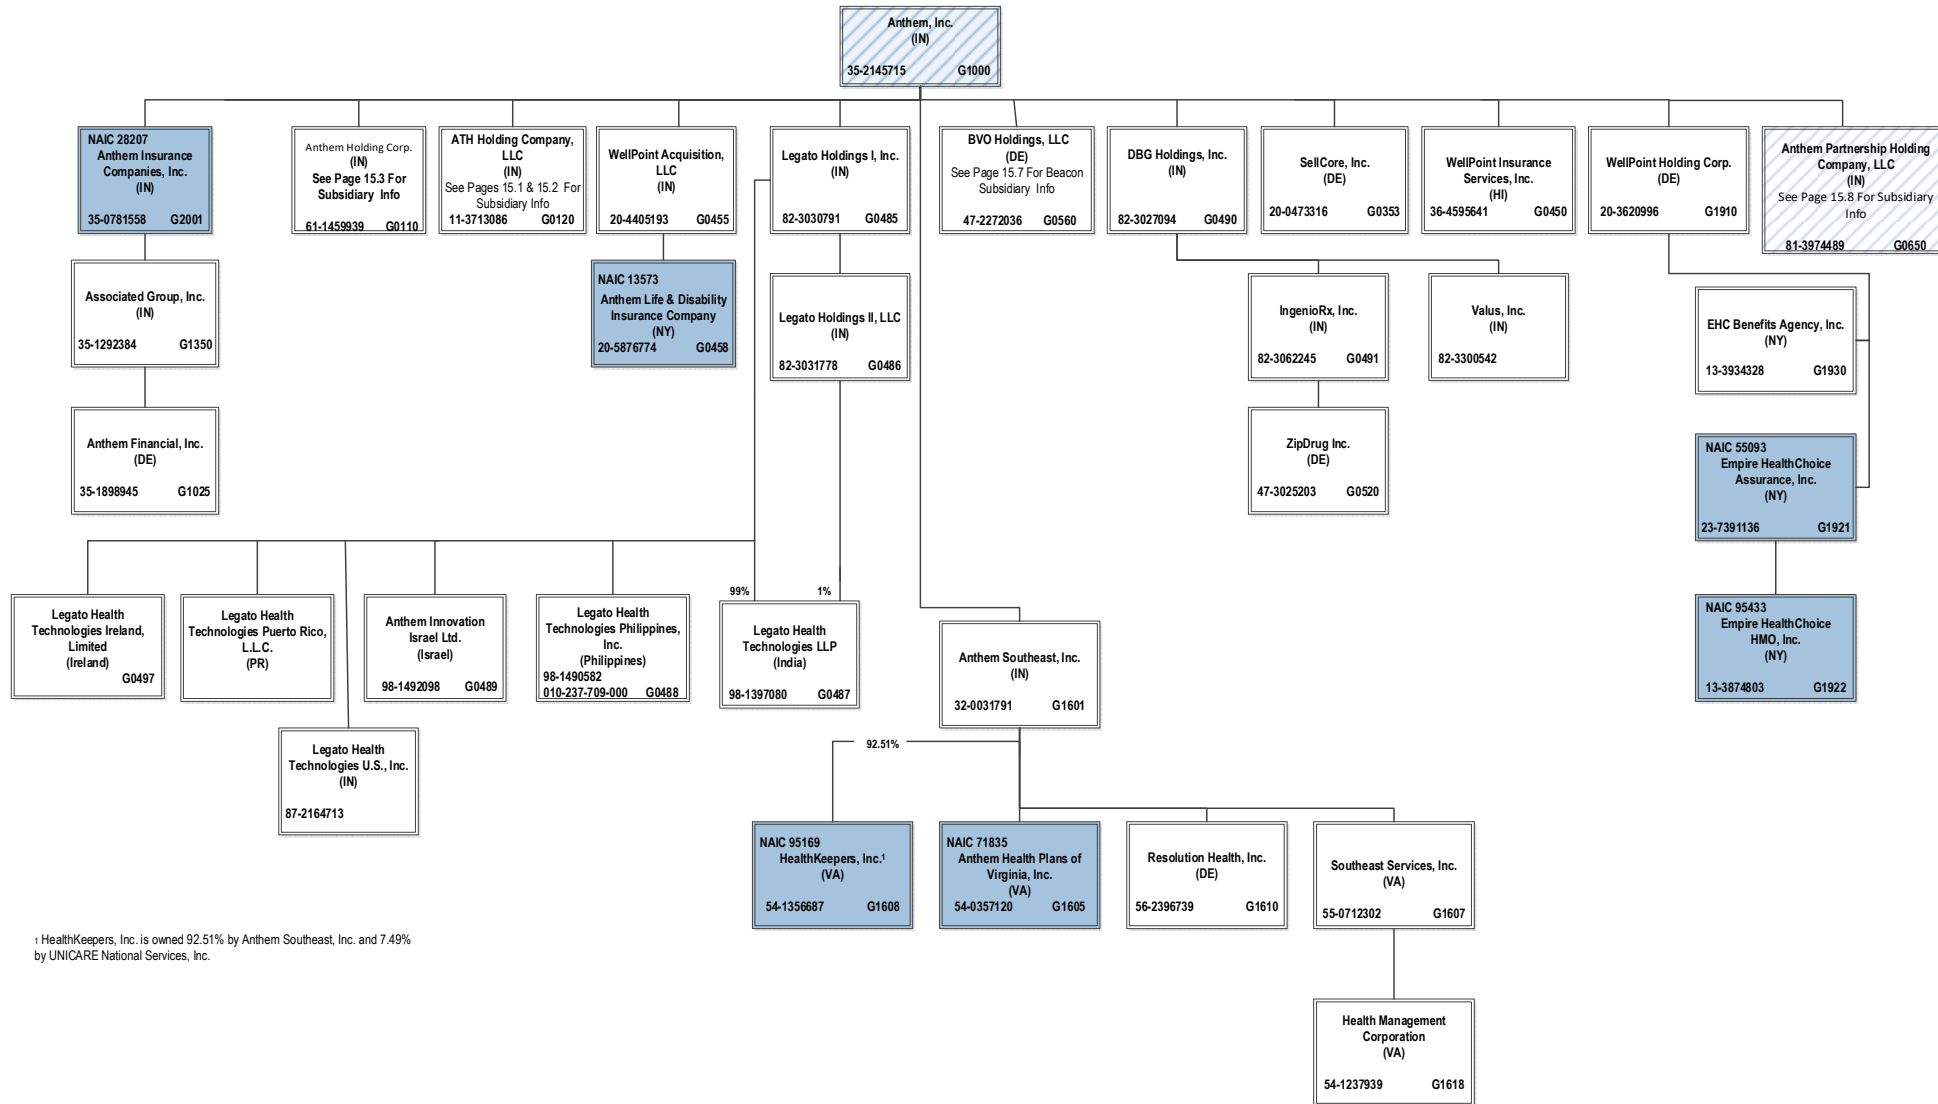 Anthem, Inc.
(IN)
35-2145715 G1000
NAIC 28207
Anthem Insurance
Companies, Inc.
(IN)
35-0781558 G2001
Anthem Holding Corp.
(IN)
See Page 15.3 For
Subsidiary Info
61-1459939 G0110
ATH Holding Company,
LLC
(IN)
See Pages 15.1 & 15.2 For
Subsidiary Info
11-3713086 G0120
WellPoint Acquisition,
LLC
(IN)
20-4405193 G0455
Legato Holdings I, Inc.
(IN)
82-3030791 G0485
BVO Holdings, LLC
(DE)
See Page 15.7 For Beacon
Subsidiary Info
47-2272036 G0560
DBG Holdings, Inc.
(IN)
82-3027094 G0490
SellCore, Inc.
(DE)
20-0473316 G0353
WellPoint Insurance
Services, Inc.
(HI)
36-4595641 G0450
WellPoint Holding Corp.
(DE)
20-3620996 G1910
Anthem Partnership Holding
Company, LLC
(IN)
See Page 15.8 For Subsidiary
Info
81-3974489 G0650
Associated Group, Inc.
(IN)
35-1292384 G1350
NAIC 13573
Anthem Life & Disability
Insurance Company
(NY)
20-5876774 G0458
Legato Holdings II, LLC
(IN)
82-3031778 G0486
IngenioRx, Inc.
(IN)
82-3062245 G0491
Valus, Inc.
(IN)
82-3300542
EHC Benefits Agency, Inc.
(NY)
13-3934328 G1930
Anthem Financial, Inc.
(DE)
35-1898945 G1025
ZipDrug Inc.
(DE)
47-3025203 G0520
NAIC 55093
Empire HealthChoice
Assurance, Inc.
(NY)
23-7391136 G1921
99% 1%
Legato Health
Technologies Ireland,
Limited
(Ireland)
G0497
Legato Health
Technologies Puerto Rico,
L.L.C.
(PR)
Anthem Innovation
Israel Ltd.
(Israel)
98-1492098 G0489
Legato Health
Technologies Philippines,
Inc.
(Philippines)
98-1490582
010-237-709-000 G0488
Legato Health
Technologies LLP
(India)
98-1397080 G0487
Anthem Southeast, Inc.
(IN)
32-0031791 G1601
NAIC 95433
Empire HealthChoice
HMO, Inc.
(NY)
13-3874803 G1922
Legato Health
Technologies U.S., Inc.
(IN)
87-2164713
92.51%
NAIC 95169
HealthKeepers, Inc.¹
(VA)
54-1356687 G1608
NAIC 71835
Anthem Health Plans of
Virginia, Inc.
(VA)
54-0357120 G1605
Resolution Health, Inc.
(DE)
56-2396739 G1610
Southeast Services, Inc.
(VA)
55-0712302 G1607
1 HealthKeepers, Inc. is owned 92.51% by Anthem Southeast, Inc. and 7.49%
by UNICARE National Services, Inc.
Health Management
Corporation
(VA)
54-1237939 G1618